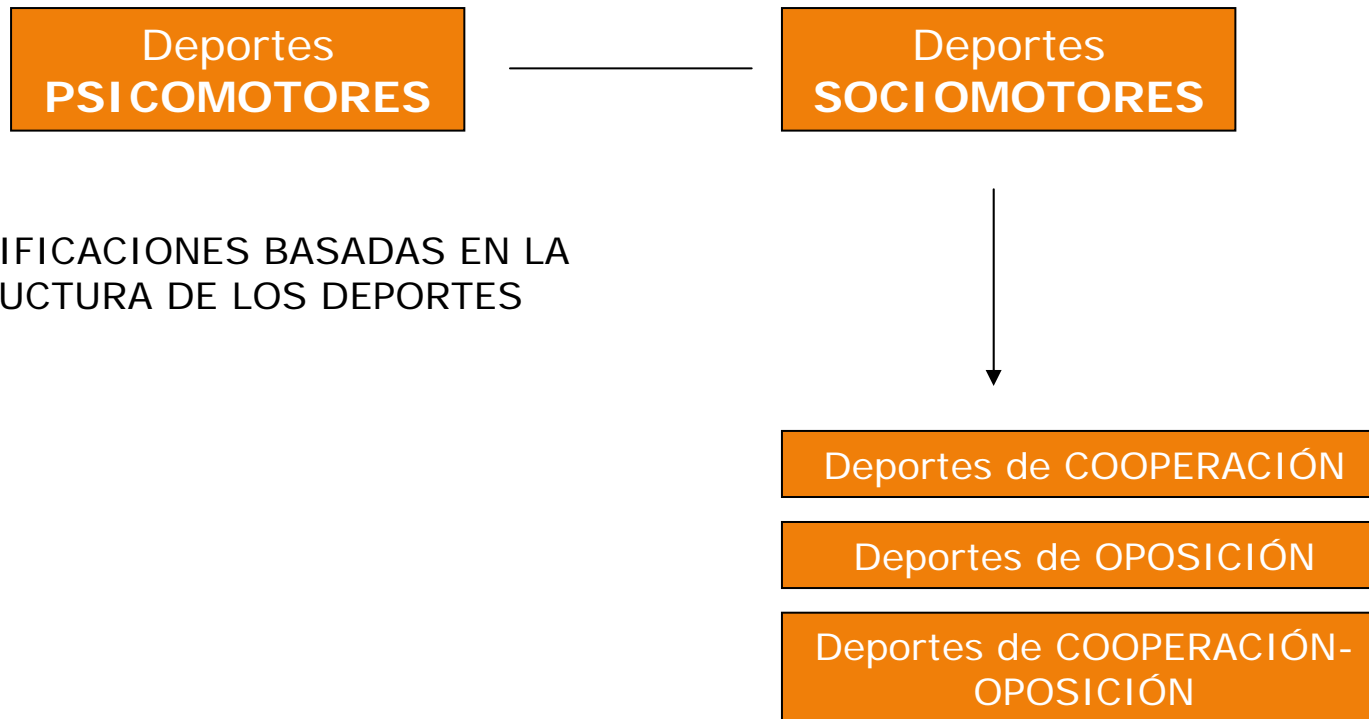 Deportes
PSICOMOTORES
Deportes
SOCIOMOTORES
IFICACIONES BASADAS EN LA
UCTURA DE LOS DEPORTES
Deportes de COOPERACIÓN
Deportes de OPOSICIÓN
Deportes de COOPERACIÓN-
OPOSICIÓN